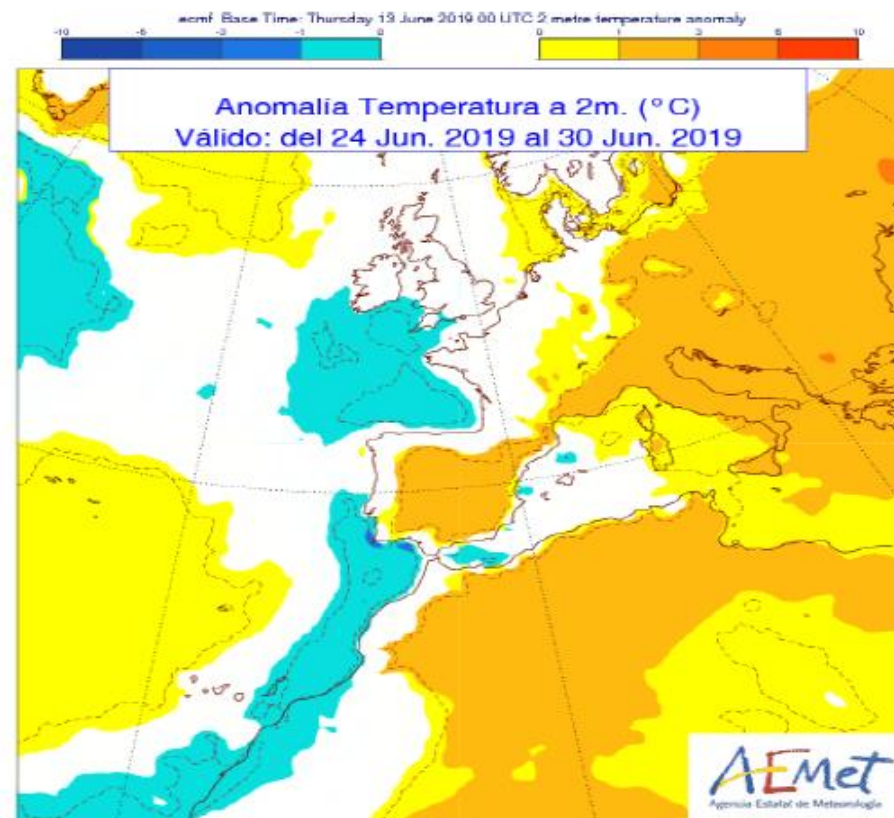 ecmf Base Time: Thursday 13 June 2019 00 UTC 2 metre temperature anomaly
-10 -6 -3 -1 0 0 1 3 6 10
Anomalía Temperatura a 2m. (°C)
Válido: del 24 Jun. 2019 al 30 Jun. 2019
AEMet
Agencia Estatal de Meteorología